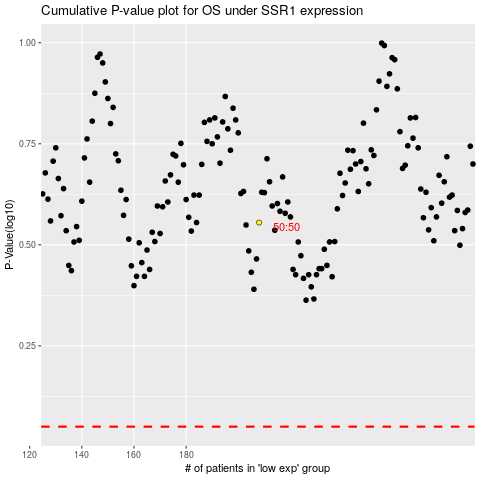 Cumulative P-value plot for OS under SSR1 expression
P-Value(log10)
1.00
0.75
0.50
0.25
50:50
120 140 160 180
# of patients in 'low exp' group